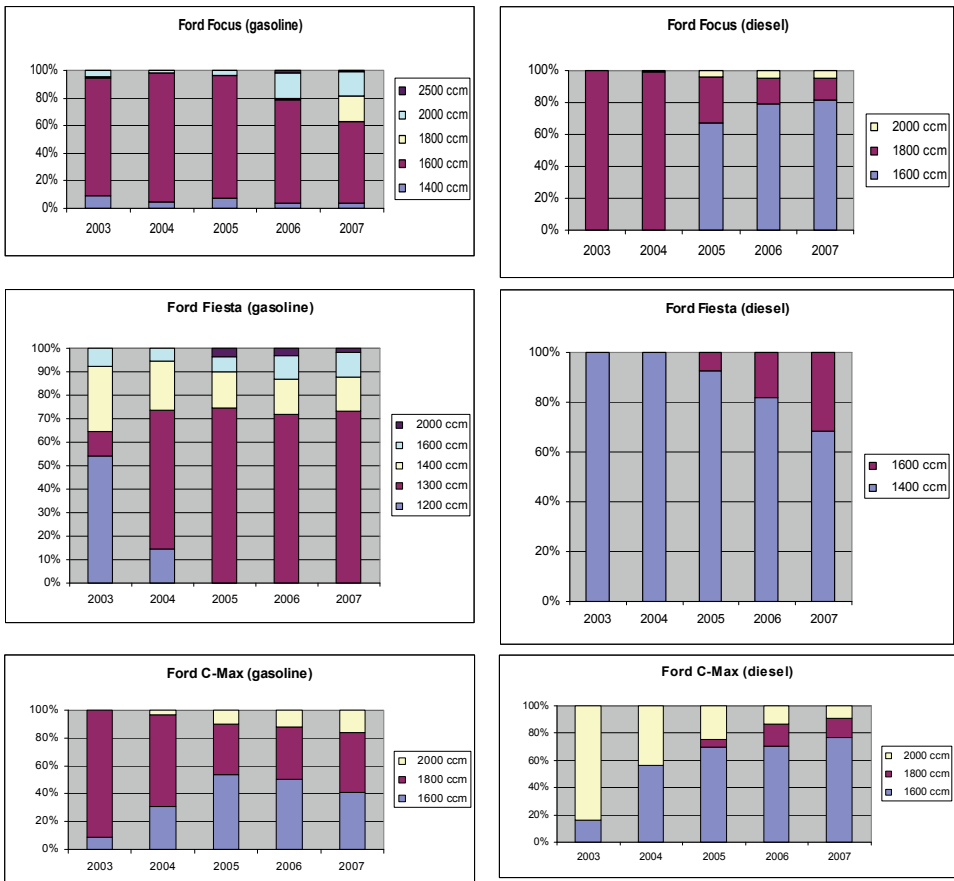 Ford Focus (gasoline)
100%
80%
60%
40%
20%
0%
2003 2004 2005 2006 2007
2500 ccm
2000 ccm
1800 ccm
1600 ccm
1400 ccm
Ford Focus (diesel)
100%
80%
60%
40%
20%
0%
2003 2004 2005 2006 2007
2000 ccm
1800 ccm
1600 ccm
Ford Fiesta (gasoline)
100%
90%
80%
70%
60%
50%
40%
30%
20%
10%
0%
2003 2004 2005 2006 2007
2000 ccm
1600 ccm
1400 ccm
1300 ccm
1200 ccm
Ford Fiesta (diesel)
100%
80%
60%
40%
20%
0%
2003 2004 2005 2006 2007
1600 ccm
1400 ccm
Ford C-Max (gasoline)
100%
80%
60%
40%
20%
0%
2003 2004 2005 2006 2007
2000 ccm
1800 ccm
1600 ccm
Ford C-Max (diesel)
100%
80%
60%
40%
20%
0%
2003 2004 2005 2006 2007
2000 ccm
1800 ccm
1600 ccm